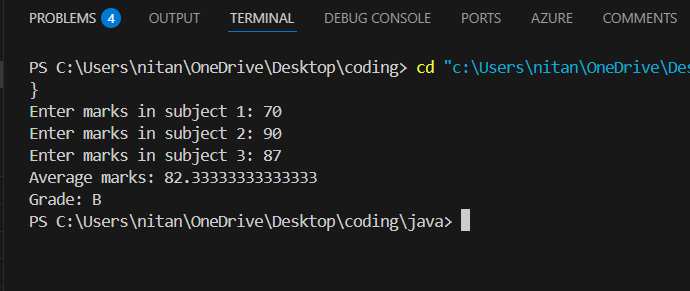 PROBLEMS 4 OUTPUT TERMINAL DEBUG CONSOLE PORTS AZURE COMMENTS
PS C:\Users\nitan\OneDrive\Desktop\coding> cd "c:\Users\nitan\OneDrive\Des
}
Enter marks in subject 1: 70
Enter marks in subject 2: 90
Enter marks in subject 3: 87
Average marks: 82.33333333333333
Grade: B
PS C:\Users\nitan\OneDrive\Desktop\coding\java>